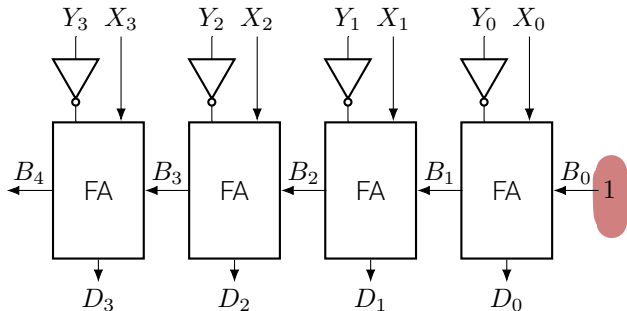 Y₃ X₃ Y₂ X₂ Y₁ X₁ Y₀ X₀
B₄ FA B₃ FA B₂ FA B₁ FA B₀ 1
D₃ D₂ D₁ D₀